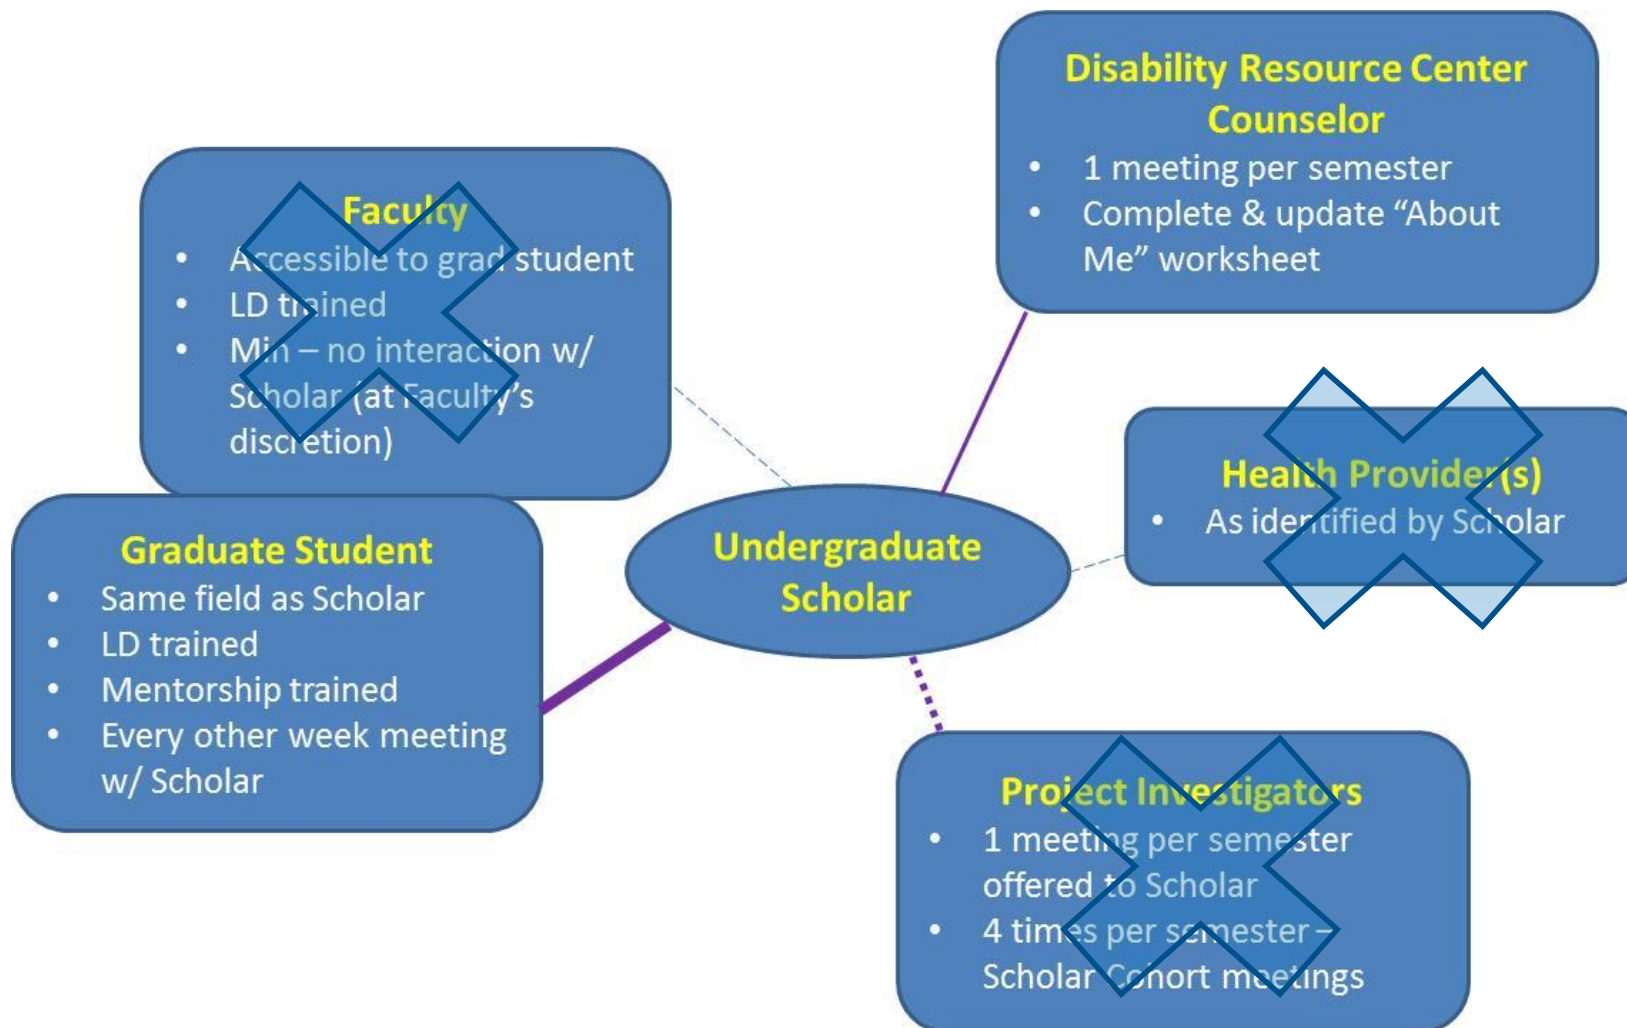 Disability Resource Center
Counselor
• 1 meeting per semester
• Complete & update “About
Me” worksheet
Faculty
• Accessible to grad student
• LD trained
• Min – no interaction w/
Scholar (at Faculty’s
discretion)
Health Provider(s)
• As identified by Scholar
Undergraduate
Scholar
Graduate Student
• Same field as Scholar
• LD trained
• Mentorship trained
• Every other week meeting
w/ Scholar
Project Investigators
• 1 meeting per semester
offered to Scholar
• 4 times per semester –
Scholar Cohort meetings